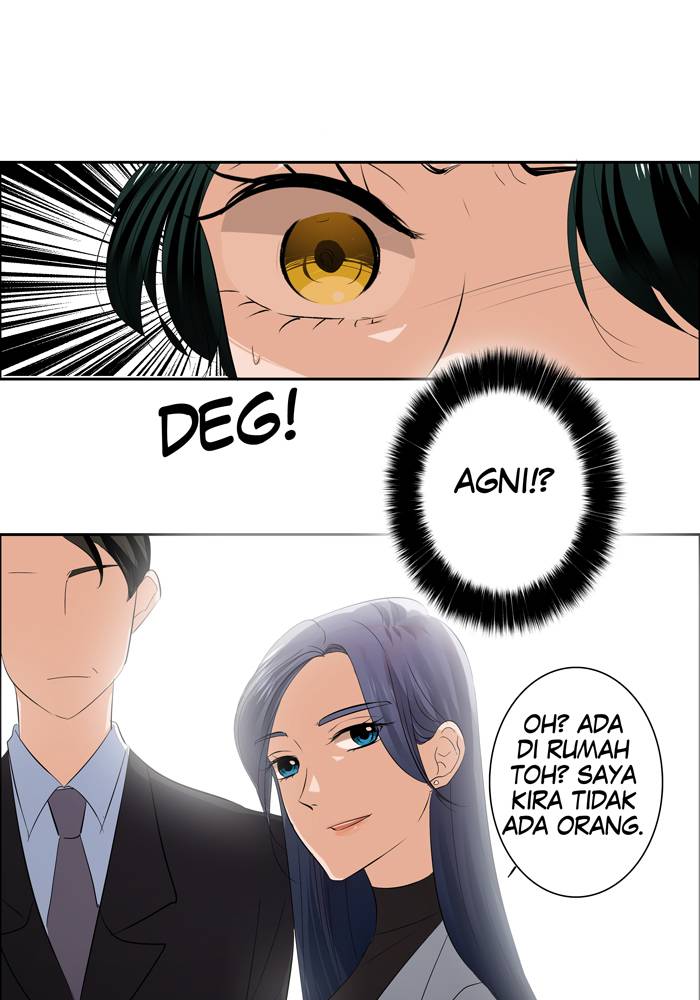 DEG!
AGNI!?
OH? ADA
DI RUMAH
TOH? SAYA
KIRA TIDAK
ADA ORANG.